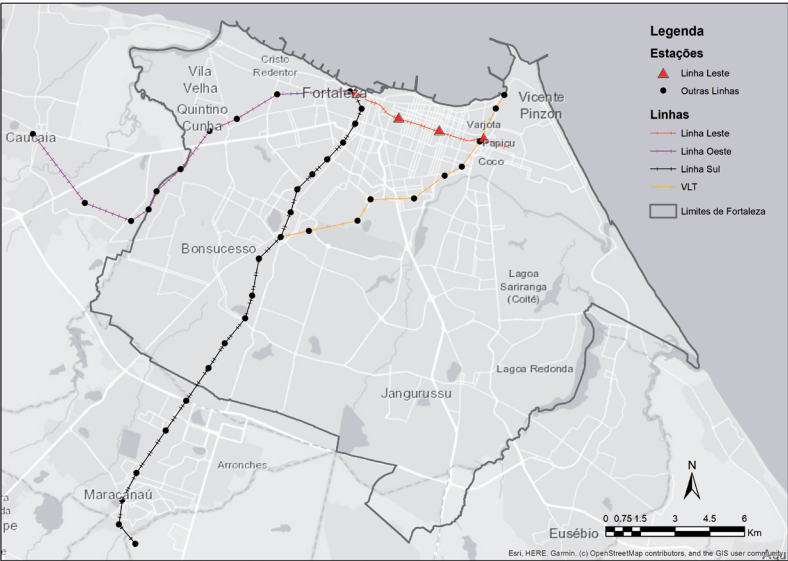 Legenda
Estações
Linha Leste
Outras Linhas
Linhas
Linha Leste
Linha Oeste
Linha Sul
VLT
Limites de Fortaleza
Cristo
Redentor
Vila
Velha
Fortaleza
Quintino
Cunha
Vicente
Pinzon
Varjota
Papicu
Coco
Caucaia
Bonsucesso
Lagoa
Sariranga
(Coité)
Lagoa Redonda
Jangurussu
Arronches
Maracanaú
Eusébio
N
0 0.75 1.5 3 4.5 6
Km
Esri, HERE, Garmin, (c) OpenStreetMap contributors, and the GIS user community